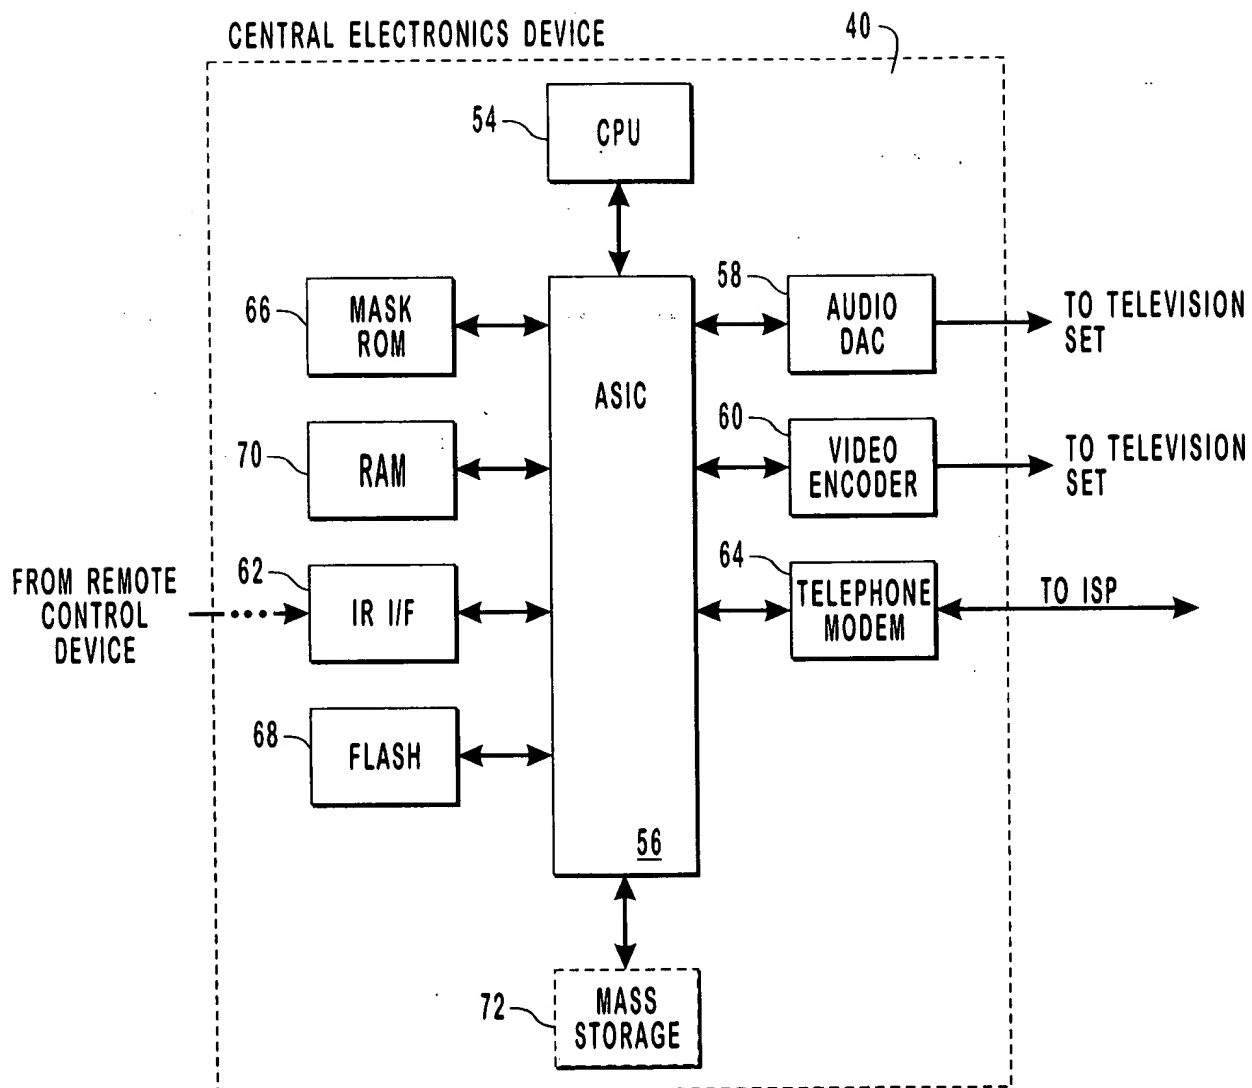 CENTRAL ELECTRONICS DEVICE
40
54
CPU
66
MASK
ROM
58
AUDIO
DAC
TO TELEVISION
SET
ASIC
70
RAM
60
VIDEO
ENCODER
TO TELEVISION
SET
FROM REMOTE
CONTROL
DEVICE
62
IR I/F
64
TELEPHONE
MODEM
TO ISP
68
FLASH
56
72
MASS
STORAGE